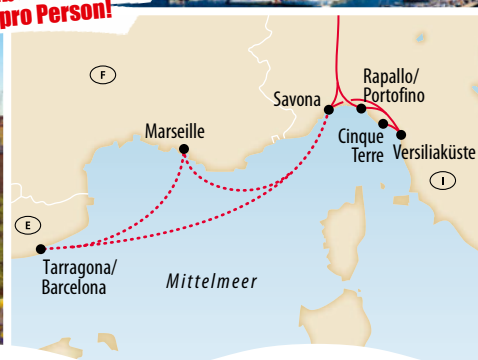 pro Person!
F
Rapallo/
Portofino
Savona
Marseille
Cinque
Terre
Versiliaküste
I
E
Tarragona/
Barcelona
Mittelmeer